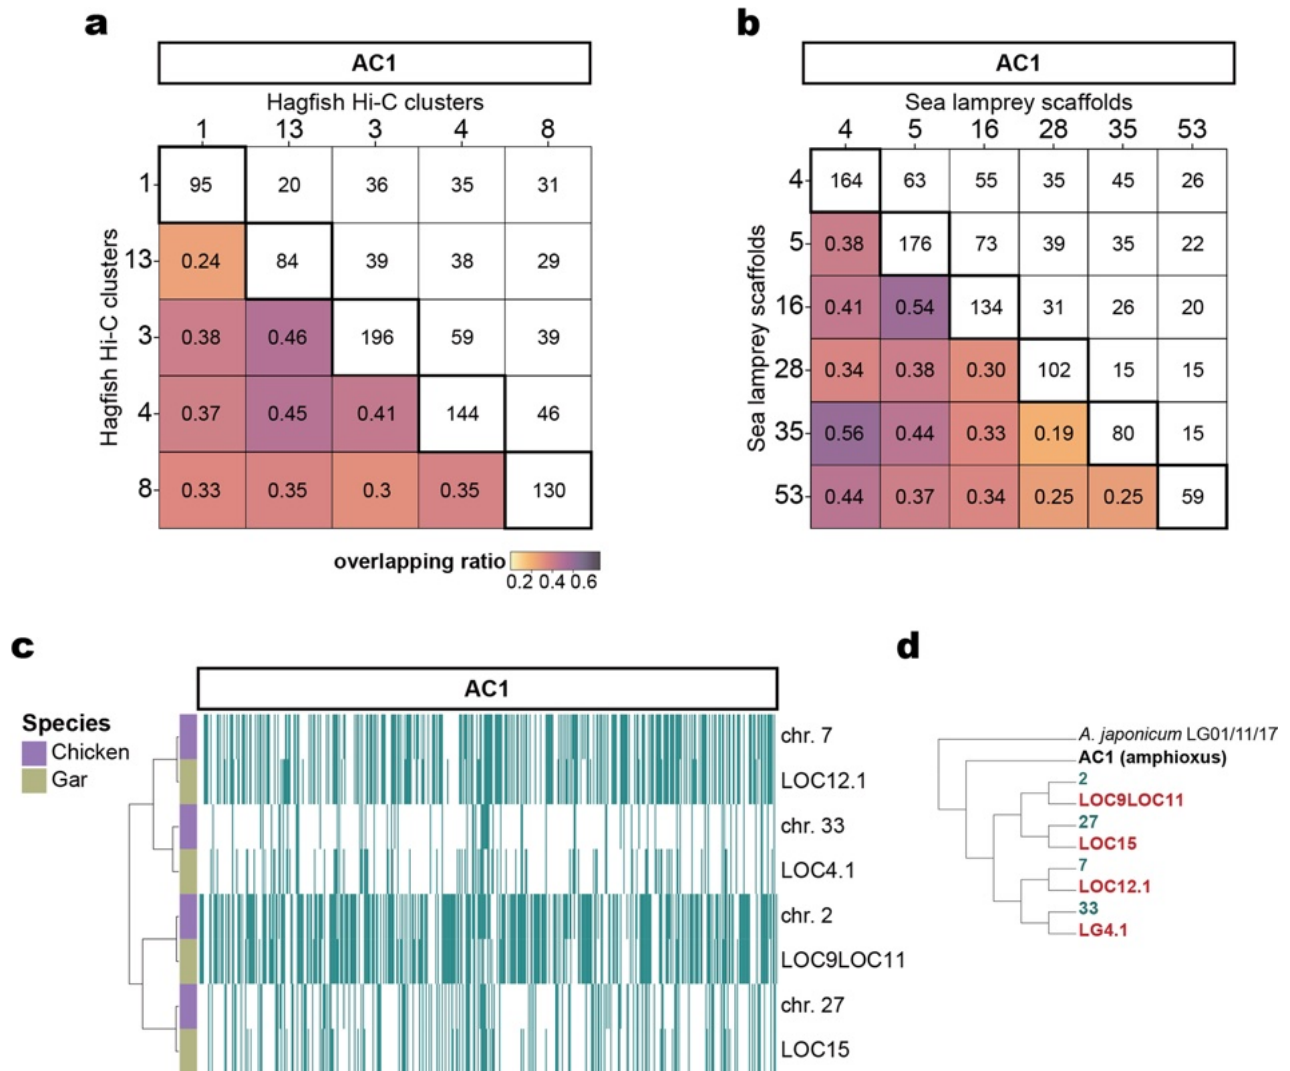 a
AC1
Hagfish Hi-C clusters
1 13 3 4 8
Hagfish Hi-C clusters
1 95 20 36 35 31
13 0.24 84 39 38 29
3 0.38 0.46 196 59 39
4 0.37 0.45 0.41 144 46
8 0.33 0.35 0.3 0.35 130
overlapping ratio
0.2 0.4 0.6
b
AC1
Sea lamprey scaffolds
4 5 16 28 35 53
Sea lamprey scaffolds
4 164 63 55 35 45 26
5 0.38 176 73 39 35 22
16 0.41 0.54 134 31 26 20
28 0.34 0.38 0.30 102 15 15
35 0.56 0.44 0.33 0.19 80 15
53 0.44 0.37 0.34 0.25 0.25 59
c
AC1
Species
Chicken
Gar
chr. 7
LOC12.1
chr. 33
LOC4.1
chr. 2
LOC9LOC11
chr. 27
LOC15
d
A. japonicum LG01/11/17
AC1 (amphioxus)
2
LOC9LOC11
27
LOC15
7
LOC12.1
33
LG4.1